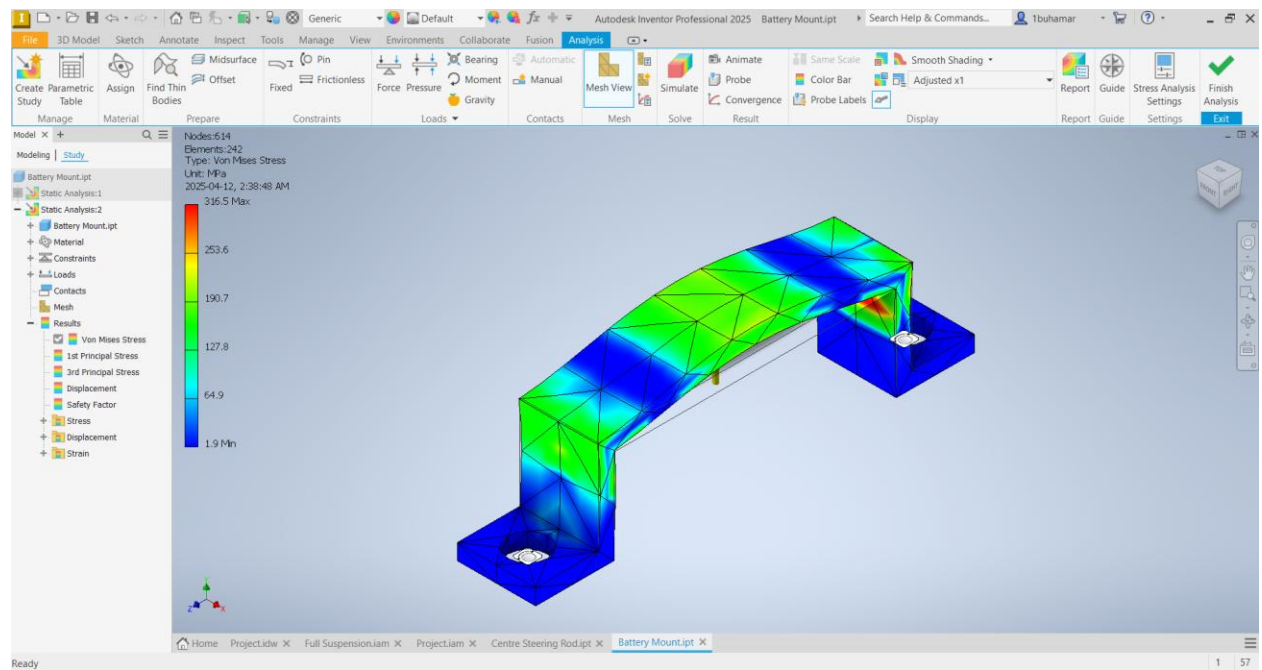 Generic Default Autodesk Inventor Professional 2025 Battery Mount.ipt Search Help & Commands... 1buhamar
File 3D Model Sketch Annotate Inspect Tools Manage View Environments Collaborate Fusion Analysis
Midsurface Pin Bearing Automatic Animate Same Scale Smooth Shading
Offset Frictionless Moment Manual Probe Color Bar Adjusted x1
Create Study Parametric Table Assign Find Thin Bodies Fixed Force Pressure Gravity Mesh View Simulate Convergence Probe Labels Report Guide Stress Analysis Settings Finish Analysis
Manage Material Prepare Constraints Loads Contacts Mesh Solve Result Display Report Guide Settings Exit
Model
Modeling Study
Battery Mount.ipt
Static Analysis:1
Static Analysis:2
Battery Mount.ipt
Material
Constraints
Loads
Contacts
Mesh
Results
Von Mises Stress
1st Principal Stress
3rd Principal Stress
Displacement
Safety Factor
Stress
Displacement
Strain
Nodes:614
Elements:242
Type: Von Mises Stress
Unit: MPa
2025-04-12, 2:38:48 AM
316.5 Max
253.6
190.7
127.8
64.9
1.9 Min
FRONT RIGHT
Y
Z X
Home Project.idw Full Suspension.iam Project.iam Centre Steering Rod.ipt Battery Mount.ipt
Ready 1 57